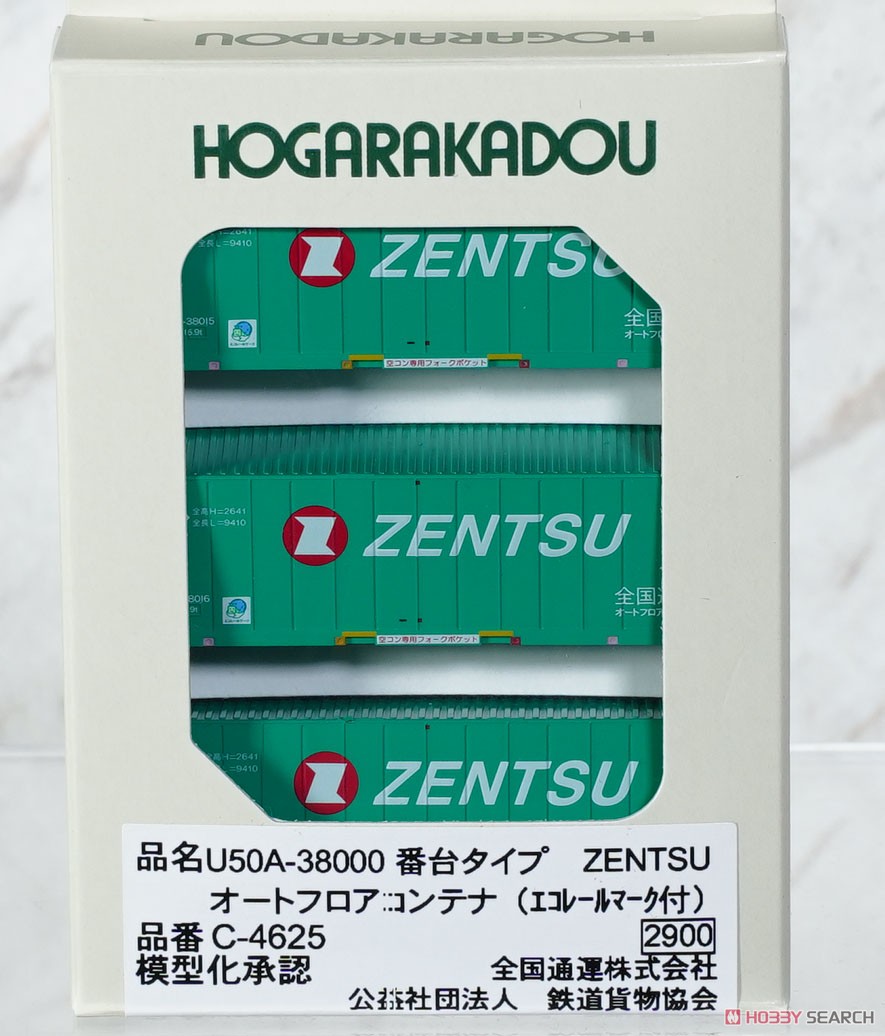 HOGARAKADOU
HOGARAKADOU
全長L=9410
ZENTSU
-38015
全国
オートフロ
空コン専用フォークポケット
全高H=2641
全長L=9410
ZENTSU
8016
全国通
オートフロア
空コン専用フォークポケット
全高H=2641
全長L=9410
ZENTSU
品名U50A-38000 番台タイプ ZENTSU
オートフロアコンテナ（ｴｺﾚｰﾙﾏｰｸ付）
品番 C-4625 2900
模型化承認 全国通運株式会社
公益社団法人 鉄道貨物協会
HOBBY SEARCH